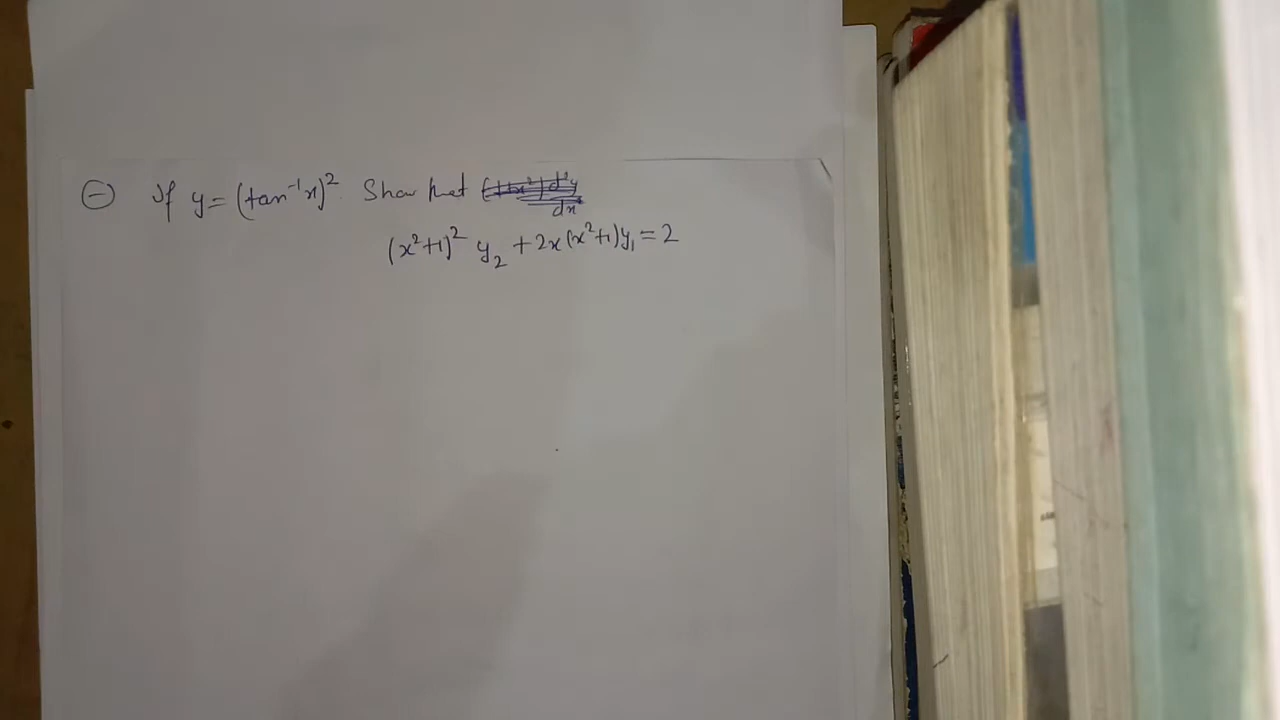 If y = (tan⁻¹x)². Show that
(x²+1)² y₂ + 2x(x²+1)y₁ = 2